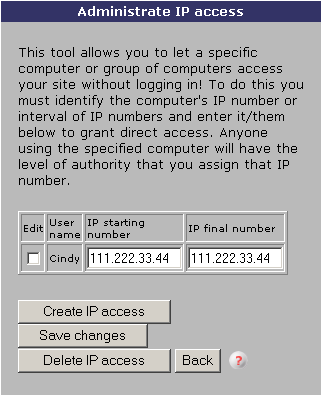 Administrate IP access
This tool allows you to let a specific
computer or group of computers access
your site without logging in! To do this you
must identify the computer's IP number or
interval of IP numbers and enter it/them
below to grant direct access. Anyone
using the specified computer will have the
level of authority that you assign that IP
number.
Edit User name IP starting number IP final number
Cindy 111.222.33.44 111.222.33.44
Create IP access
Save changes
Delete IP access Back ?